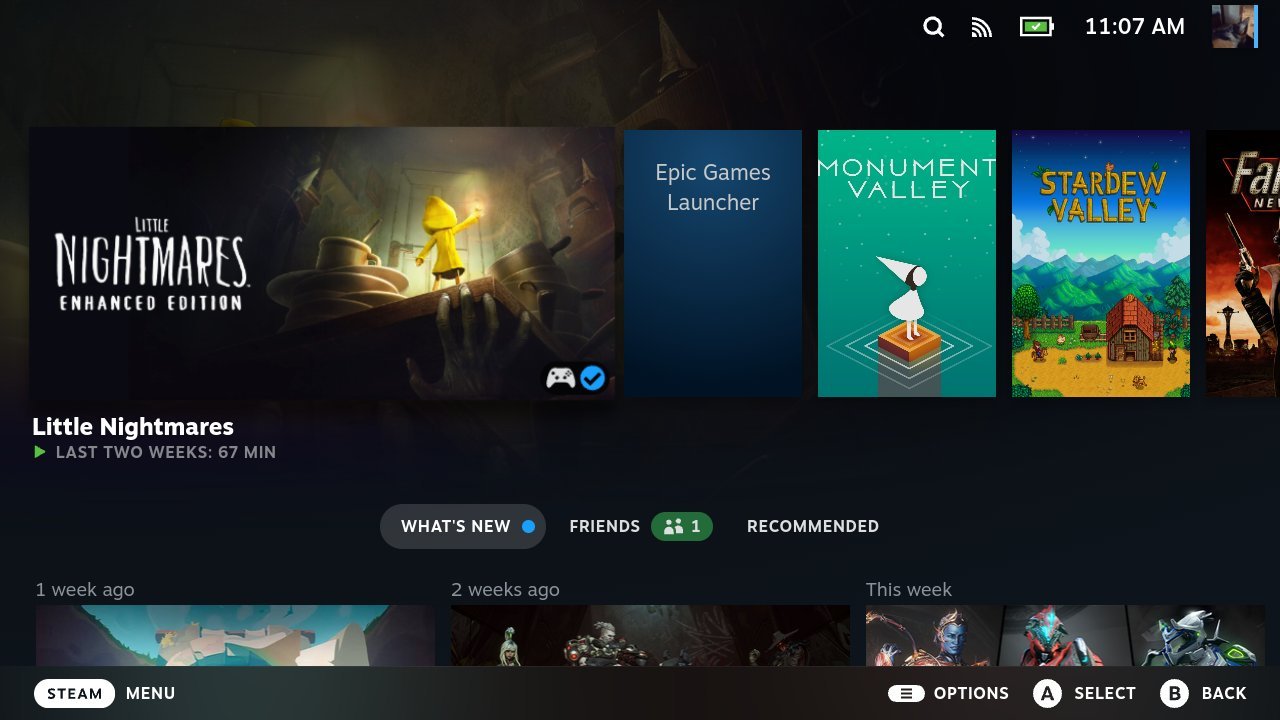 11:07 AM
LITTLE
NIGHTMARES
ENHANCED EDITION
Epic Games
Launcher
MONUMENT
VALLEY
STARDEW
VALLEY
Little Nightmares
LAST TWO WEEKS: 67 MIN
WHAT'S NEW
FRIENDS
1
RECOMMENDED
1 week ago
2 weeks ago
This week
STEAM MENU
OPTIONS
A SELECT
B BACK